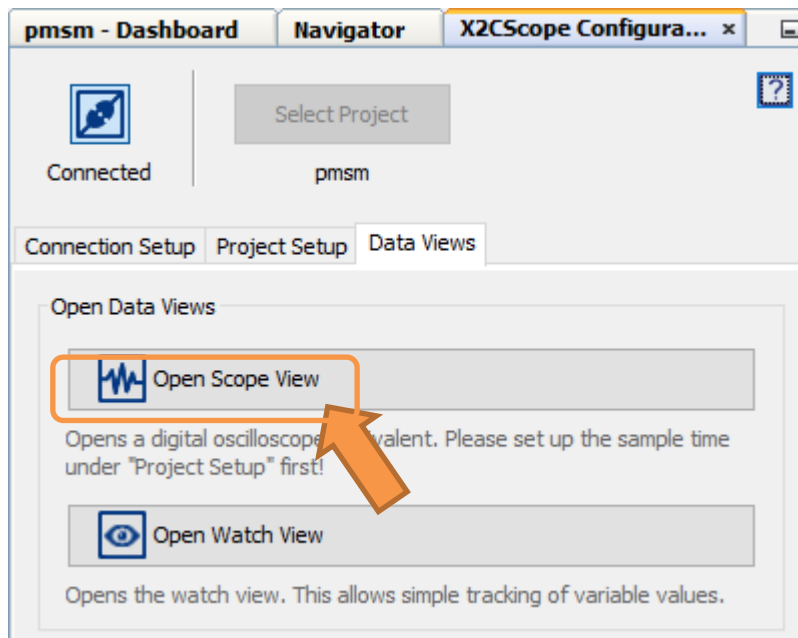 pmsm - Dashboard Navigator X2CScope Configura... ×
Select Project
Connected pmsm
Connection Setup Project Setup Data Views
Open Data Views
Open Scope View
Opens a digital oscilloscope valent. Please set up the sample time
under "Project Setup" first!
Open Watch View
Opens the watch view. This allows simple tracking of variable values.